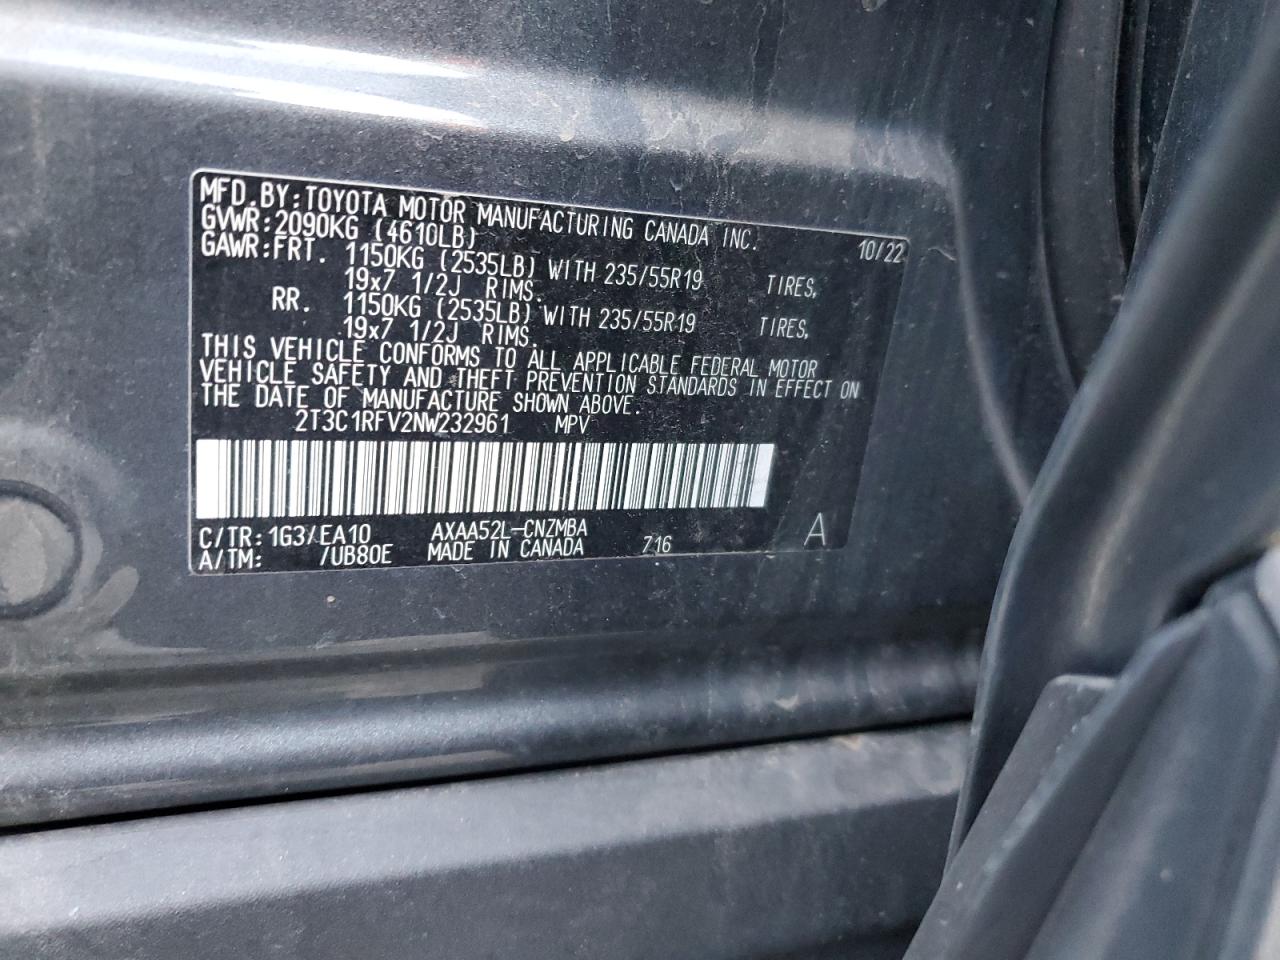 MFD.BY:TOYOTA MOTOR MANUFACTURING CANADA INC. 10/22
GVWR:2090KG (4610LB)
GAWR:FRT. 1150KG (2535LB) WITH 235/55R19 TIRES,
19x7 1/2J RIMS.
RR. 1150KG (2535LB) WITH 235/55R19 TIRES,
19x7 1/2J RIMS.
THIS VEHICLE CONFORMS TO ALL APPLICABLE FEDERAL MOTOR
VEHICLE SAFETY AND THEFT PREVENTION STANDARDS IN EFFECT ON
THE DATE OF MANUFACTURE SHOWN ABOVE.
2T3C1RFV2NW232961 MPV
C/TR:1G3/EA10 AXAA52L-CNZMBA 716 A
A/TM: /UB80E MADE IN CANADA